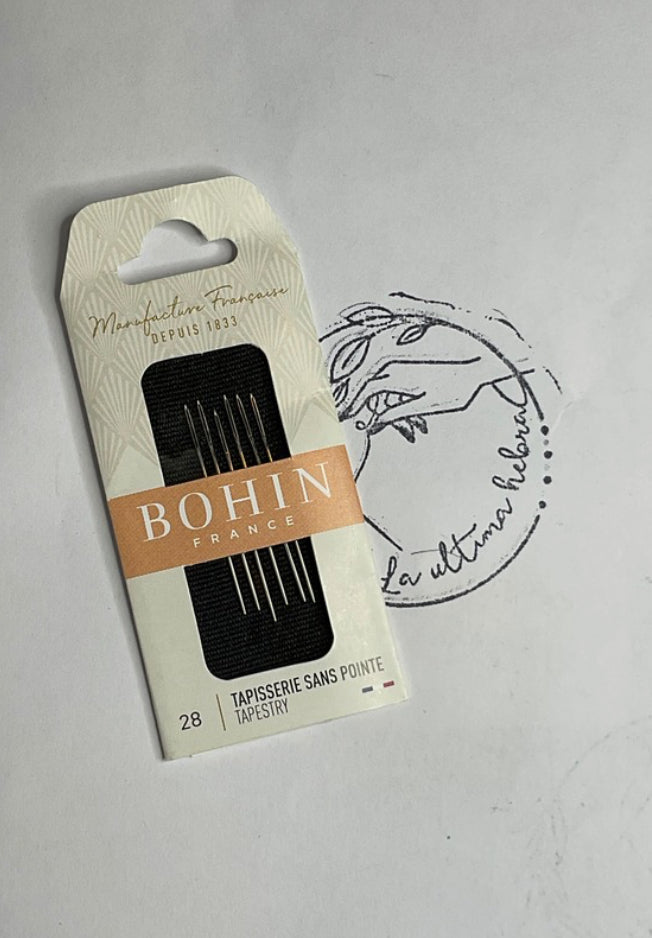 Manufacture Française
DEPUIS 1833
BOHIN
FRANCE
28
TAPISSERIE SANS POINTE
TAPESTRY
La ultima hebra